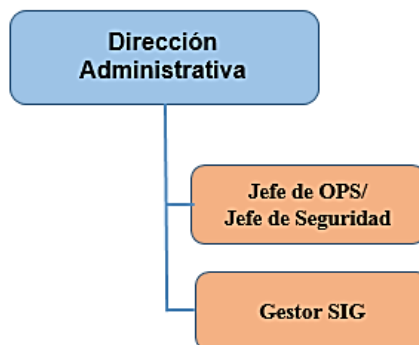 Dirección
Administrativa
Jefe de OPS/
Jefe de Seguridad
Gestor SIG